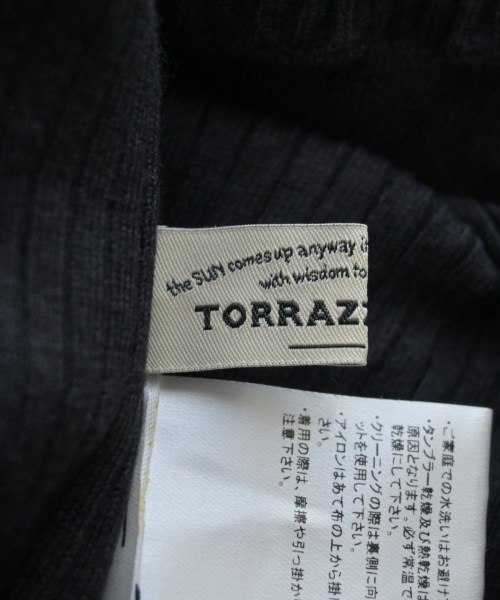 the SUN comes up anyway
with wisdom to
TORRAZZ
・ご家庭での水洗いはお避け
・タンブラー乾燥及び熱乾燥は
原因となります。必ず常温で
乾燥にして下さい。
・クリーニングの際は裏側に向
ットを使用して下さい。
・アイロンはあて布の上から掛
さい。
・着用の際は、摩擦や引っ掛か
注意下さい。